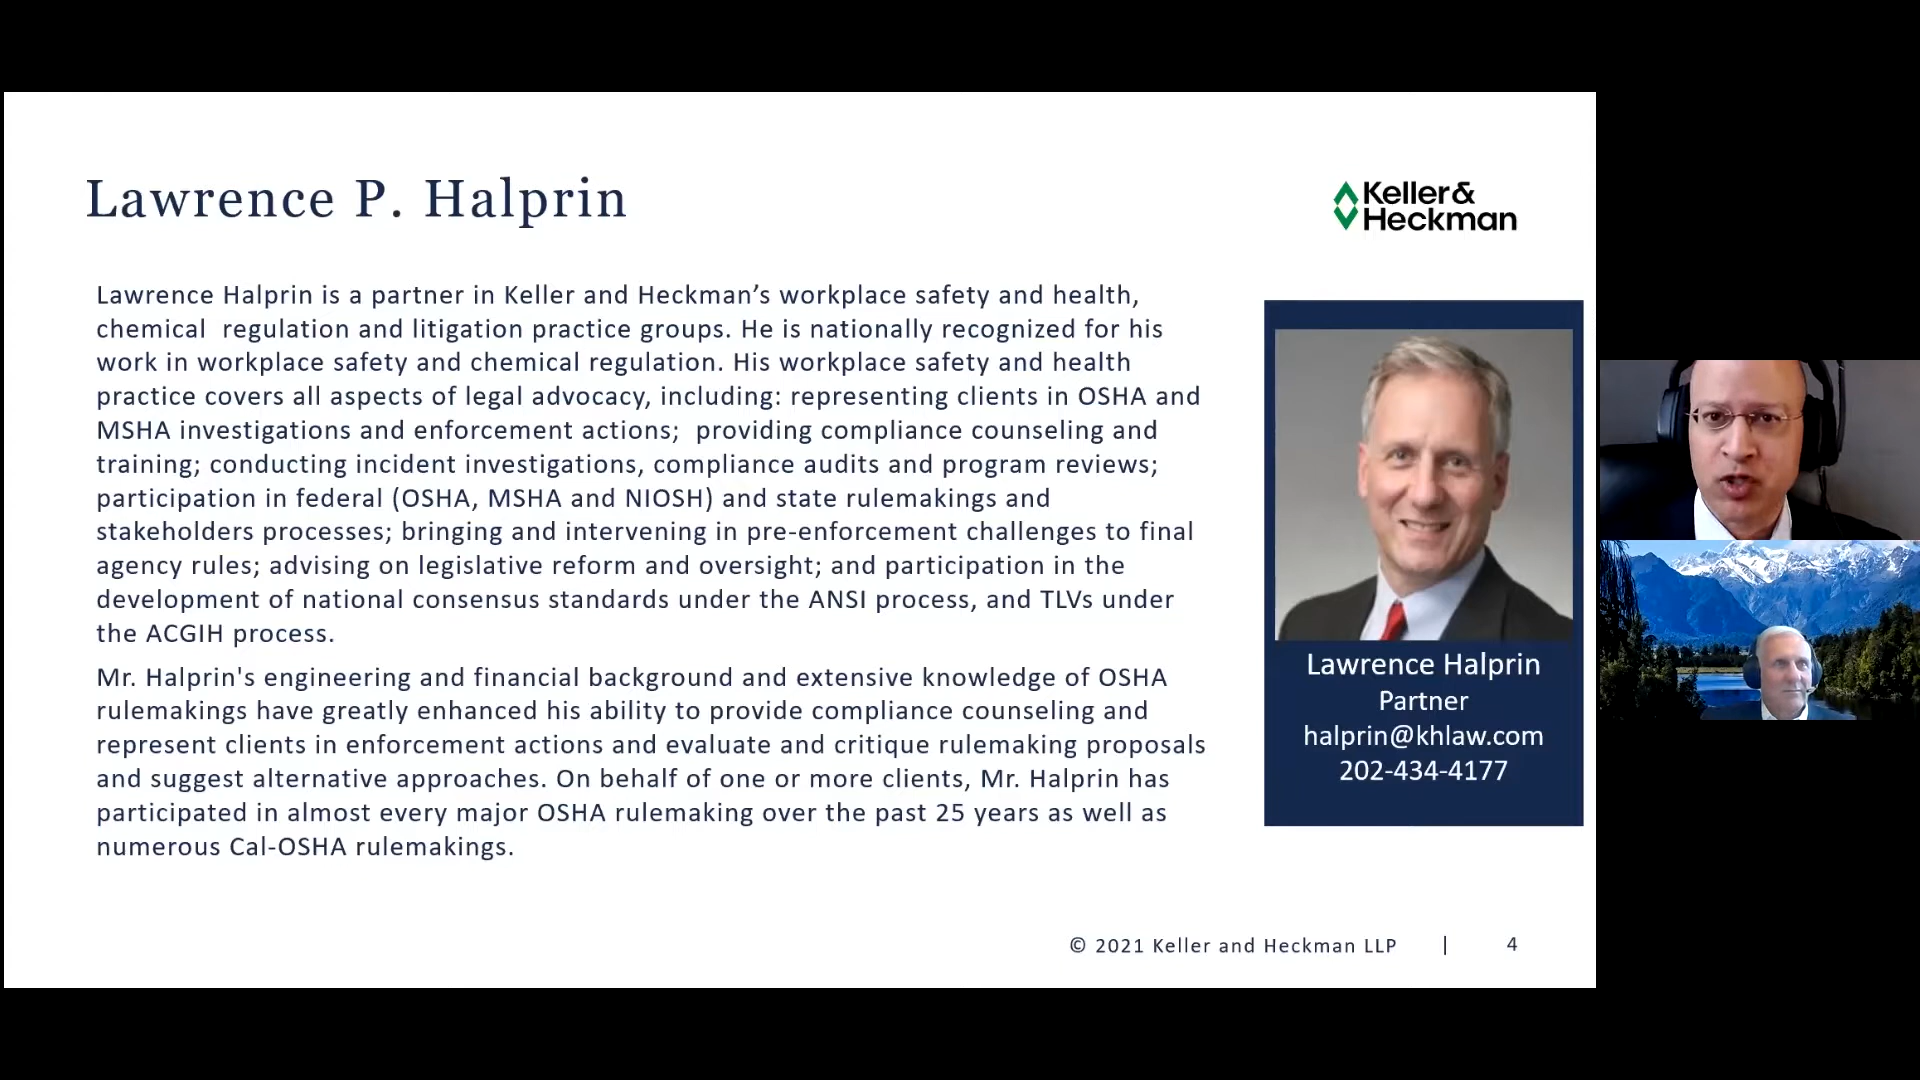 Lawrence P. Halprin
Keller&
Heckman
Lawrence Halprin is a partner in Keller and Heckman’s workplace safety and health,
chemical  regulation and litigation practice groups. He is nationally recognized for his
work in workplace safety and chemical regulation. His workplace safety and health
practice covers all aspects of legal advocacy, including: representing clients in OSHA and
MSHA investigations and enforcement actions;  providing compliance counseling and
training; conducting incident investigations, compliance audits and program reviews;
participation in federal (OSHA, MSHA and NIOSH) and state rulemakings and
stakeholders processes; bringing and intervening in pre-enforcement challenges to final
agency rules; advising on legislative reform and oversight; and participation in the
development of national consensus standards under the ANSI process, and TLVs under
the ACGIH process.
Mr. Halprin's engineering and financial background and extensive knowledge of OSHA
rulemakings have greatly enhanced his ability to provide compliance counseling and
represent clients in enforcement actions and evaluate and critique rulemaking proposals
and suggest alternative approaches. On behalf of one or more clients, Mr. Halprin has
participated in almost every major OSHA rulemaking over the past 25 years as well as
numerous Cal-OSHA rulemakings.
Lawrence Halprin
Partner
halprin@khlaw.com
202-434-4177
© 2021 Keller and Heckman LLP | 4